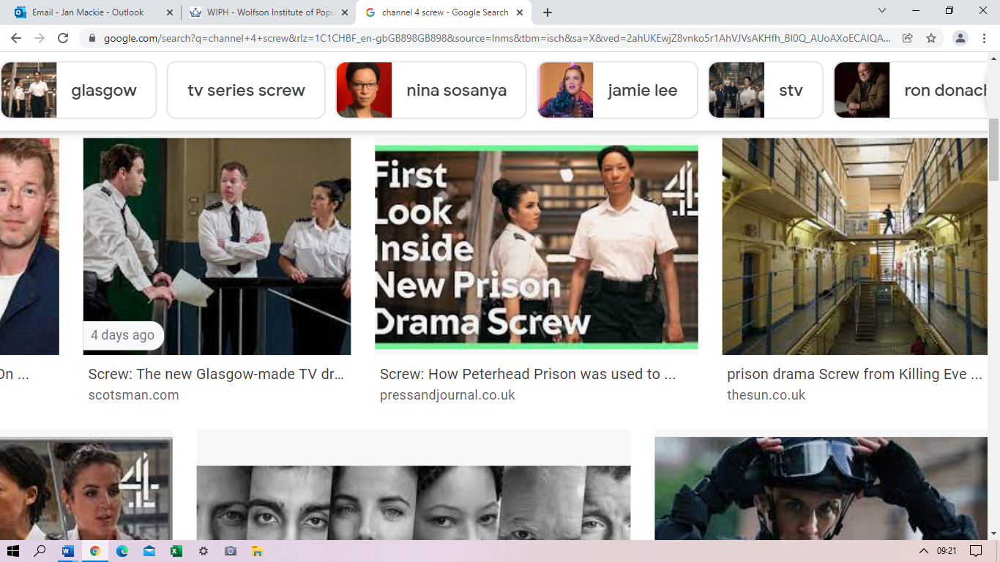 Email - Jan Mackie - Outlook
WIPH - Wolfson Institute of Popu
channel 4 screw - Google Search
google.com/search?q=channel+4+screw&rlz=1C1CHBF_en-gbGB898GB898&source=lnms&tbm=isch&sa=X&ved=2ahUKEwjZ8vnko5r1AhVJVsAKHfh_BI0Q_AUoAXoECAIQA...
glasgow
tv series screw
nina sosanya
jamie lee
stv
ron donach
First
Look
Inside
New Prison
Drama Screw
4
4 days ago
On ...
Screw: The new Glasgow-made TV dr...
scotsman.com
Screw: How Peterhead Prison was used to ...
pressandjournal.co.uk
prison drama Screw from Killing Eve ...
thesun.co.uk
4
09:21